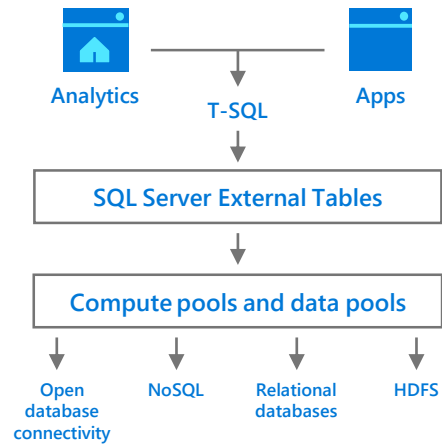 Analytics
Apps
T-SQL
SQL Server External Tables
Compute pools and data pools
Open
database
connectivity
NoSQL
Relational
databases
HDFS